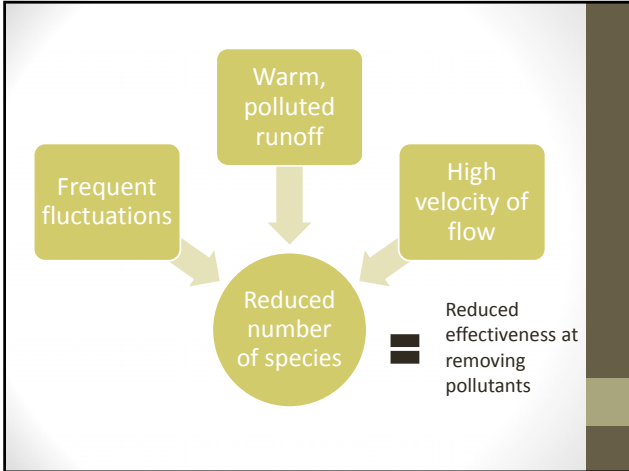 Warm,
polluted
runoff
Frequent
fluctuations
High
velocity of
flow
Reduced
number
of species
=
Reduced
effectiveness at
removing
pollutants